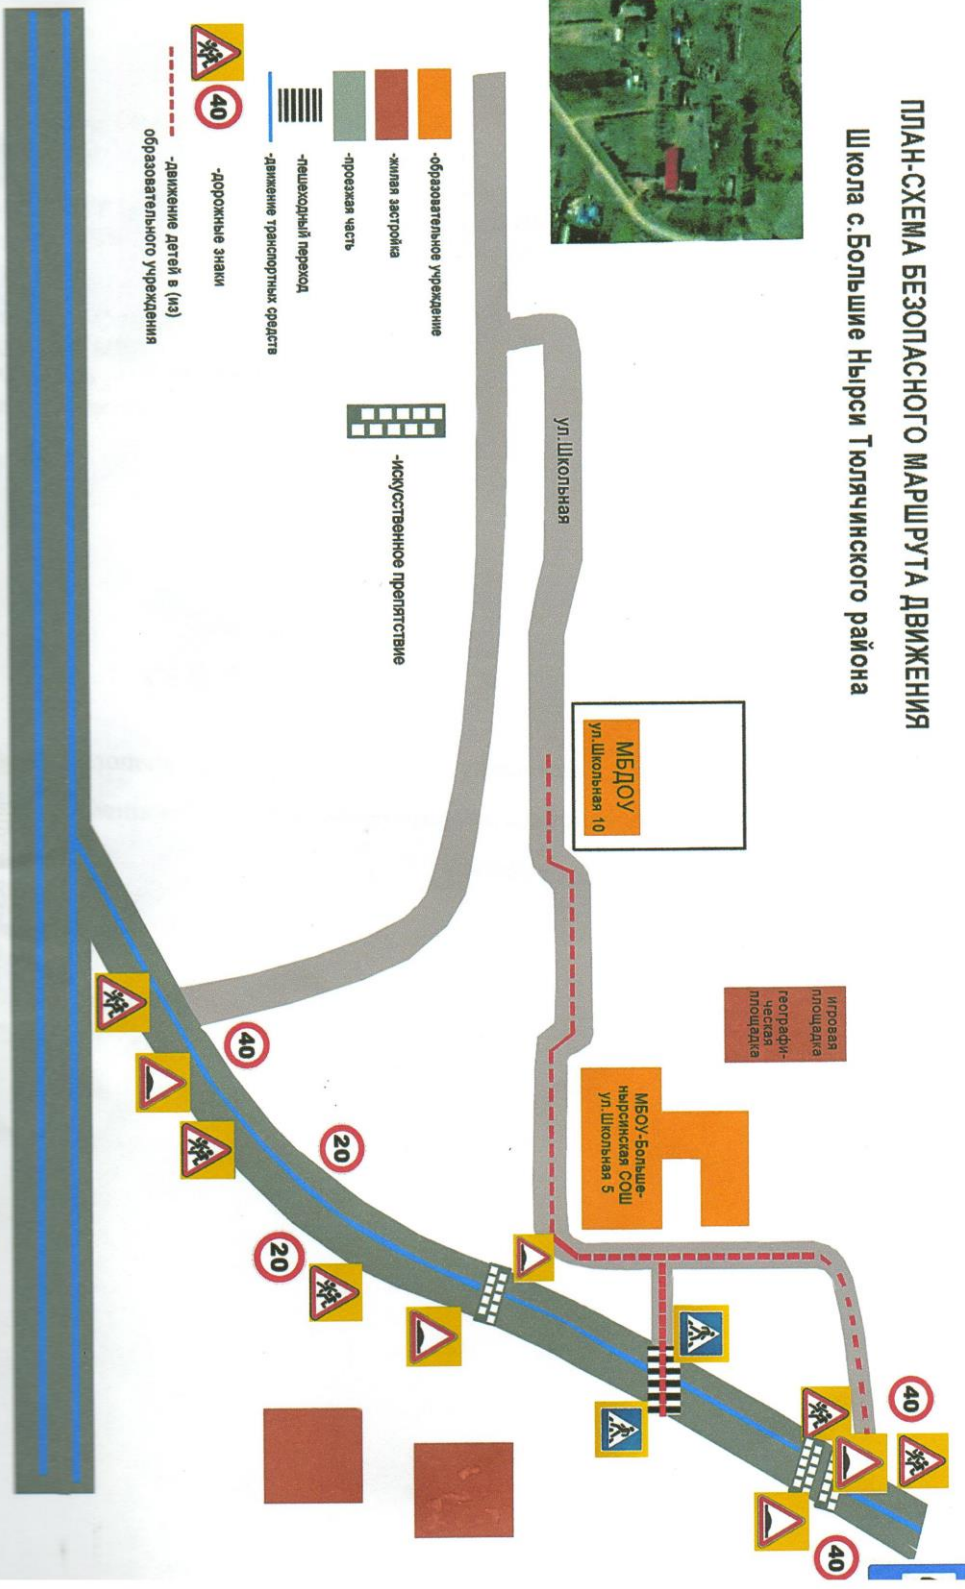 ПЛАН-СХЕМА БЕЗОПАСНОГО МАРШРУТА ДВИЖЕНИЯ
Школа с.Большие Нырси Тюлячинского района
-образовательное учреждение
-жилая застройка
-проезжая часть
-пешеходный переход
-движение транспортных средств
40
-дорожные знаки
-движение детей в (из)
образовательного учреждения
-искусственное препятствие
ул.Школьная
МБДОУ
ул.Школьная 10
игровая
площадка
географи-
ческая
площадка
МБОУ-Больше-
нырсинская СОШ
ул.Школьная 5
40
20
20
40
40